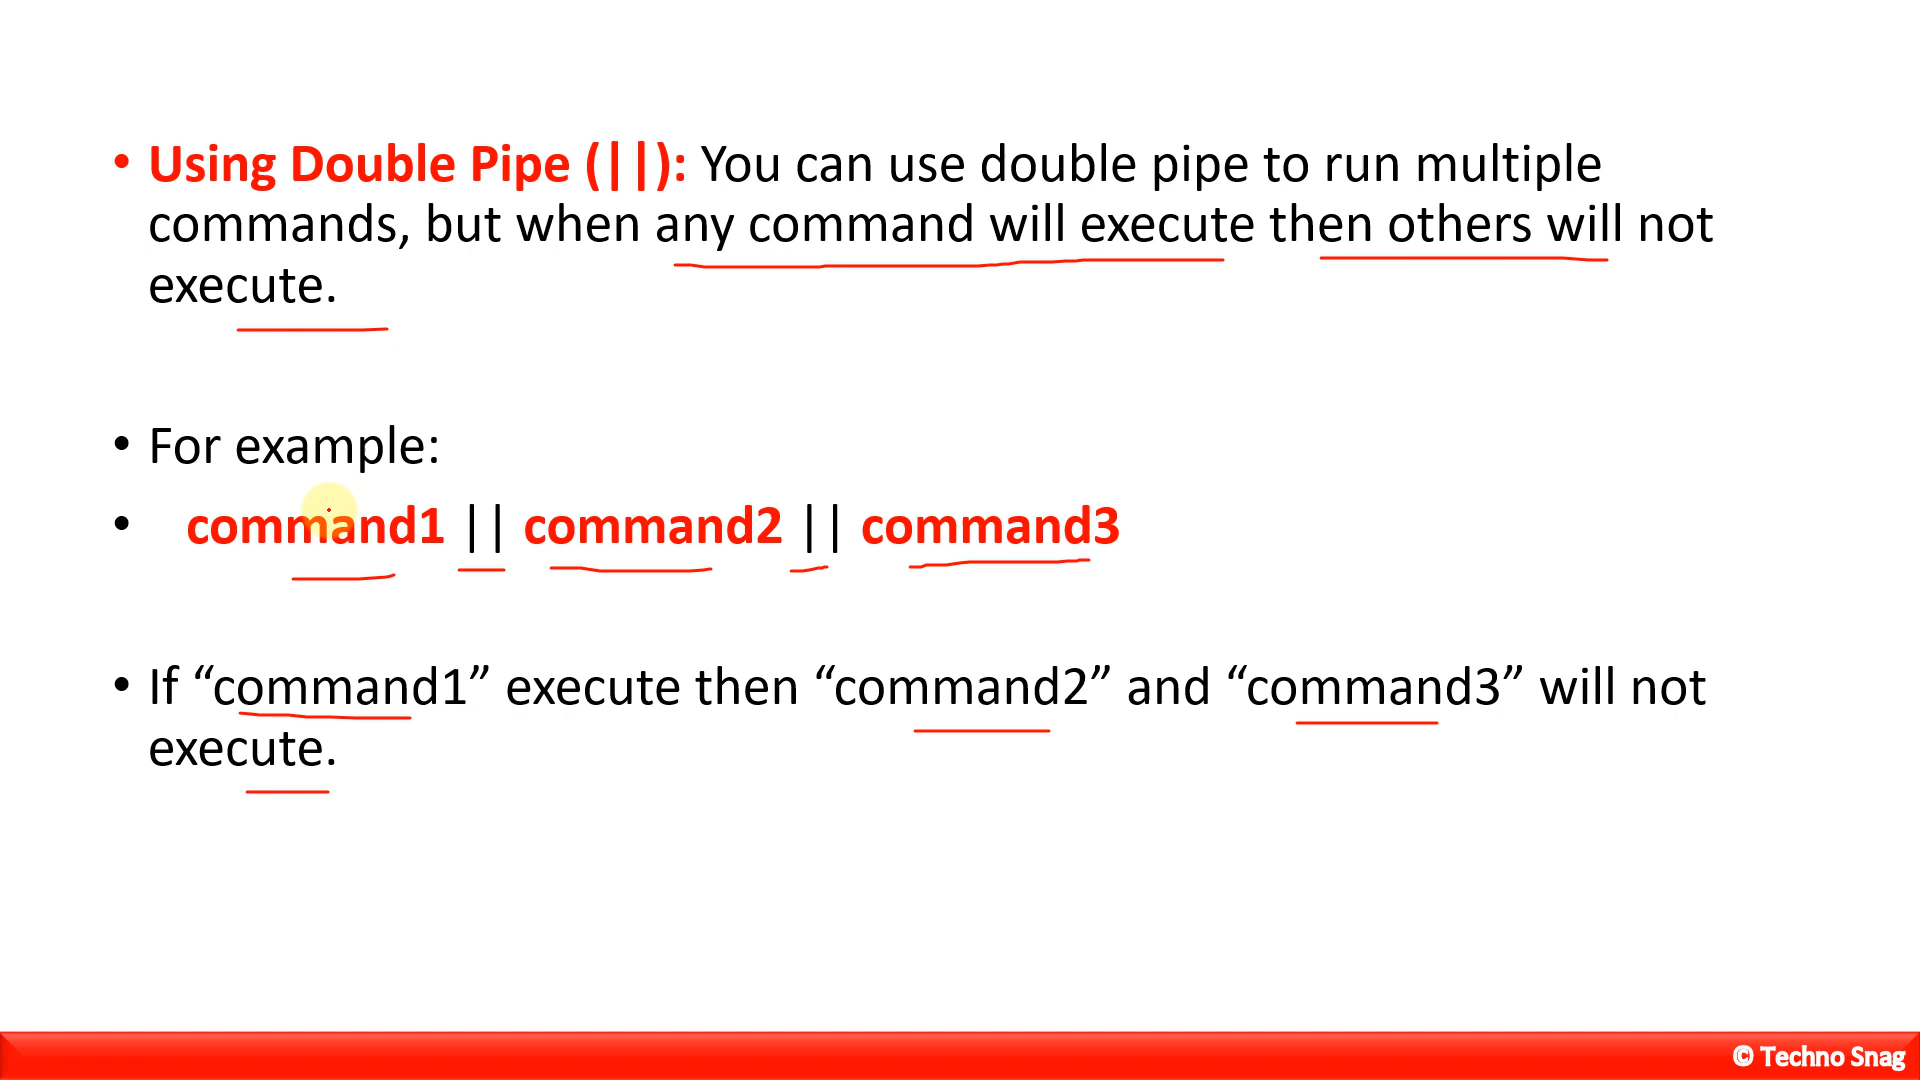 • Using Double Pipe (||): You can use double pipe to run multiple
commands, but when any command will execute then others will not
execute.
• For example:
• command1 || command2 || command3
• If “command1” execute then “command2” and “command3” will not
execute.
© Techno Snag